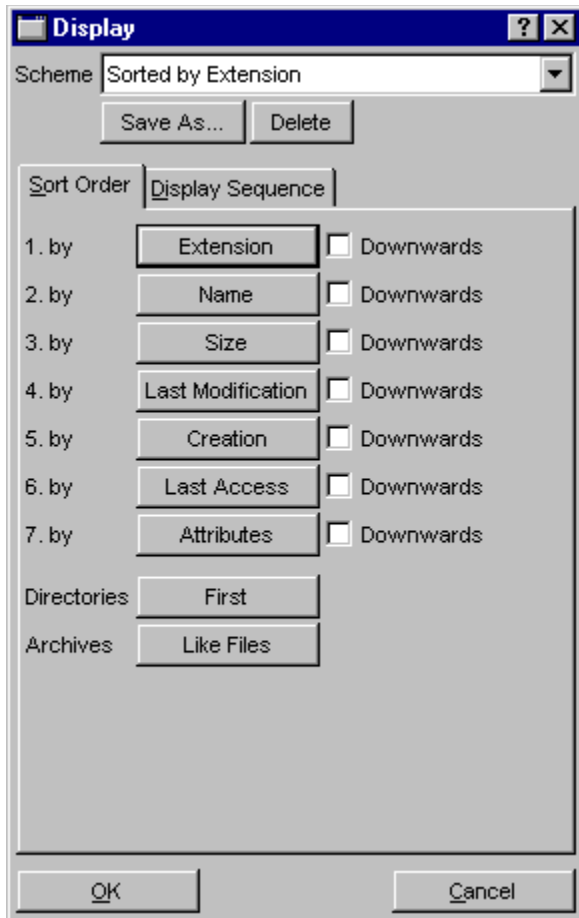 Display
Scheme Sorted by Extension
Save As... Delete
Sort Order Display Sequence
1. by Extension Downwards
2. by Name Downwards
3. by Size Downwards
4. by Last Modification Downwards
5. by Creation Downwards
6. by Last Access Downwards
7. by Attributes Downwards
Directories First
Archives Like Files
OK Cancel